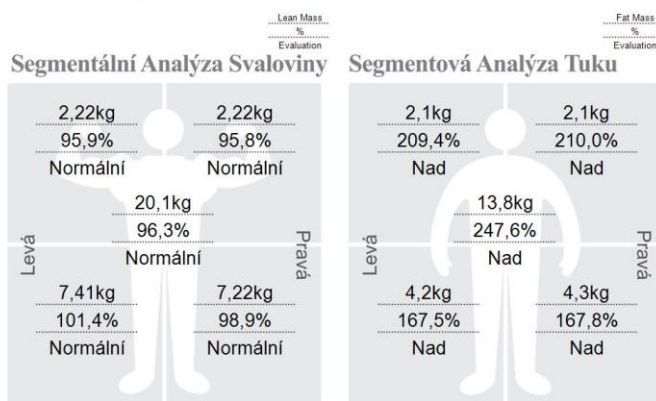 Lean Mass
%
Evaluation
Segmentální Analýza Svaloviny
2,22kg
95,9%
Normální
2,22kg
95,8%
Normální
20,1kg
96,3%
Normální
Levá
Pravá
7,41kg
101,4%
Normální
7,22kg
98,9%
Normální
Fat Mass
%
Evaluation
Segmentová Analýza Tuku
2,1kg
209,4%
Nad
2,1kg
210,0%
Nad
13,8kg
247,6%
Nad
Levá
Pravá
4,2kg
167,5%
Nad
4,3kg
167,8%
Nad